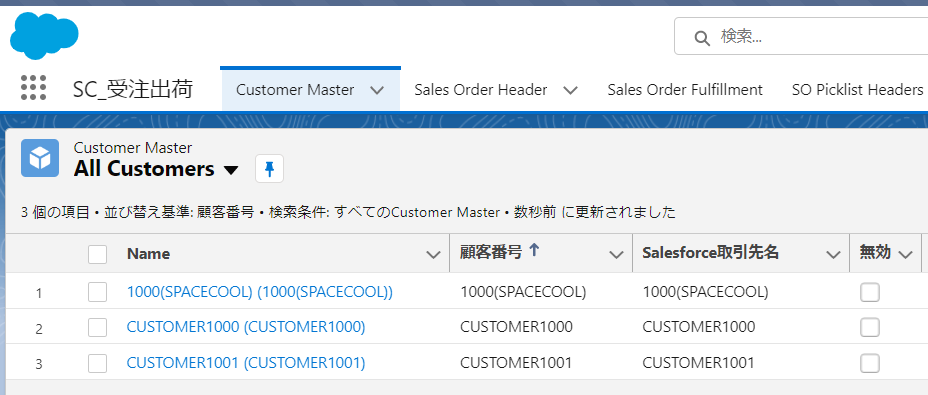 検索...
SC_受注出荷
Customer Master
Sales Order Header
Sales Order Fulfillment
SO Picklist Headers
Customer Master
All Customers
3 個の項目 • 並び替え基準: 顧客番号 • 検索条件: すべてのCustomer Master • 数秒前 に更新されました
Name 顧客番号 Salesforce取引先名 無効
1 1000(SPACECOOL) (1000(SPACECOOL)) 1000(SPACECOOL) 1000(SPACECOOL)
2 CUSTOMER1000 (CUSTOMER1000) CUSTOMER1000 CUSTOMER1000
3 CUSTOMER1001 (CUSTOMER1001) CUSTOMER1001 CUSTOMER1001